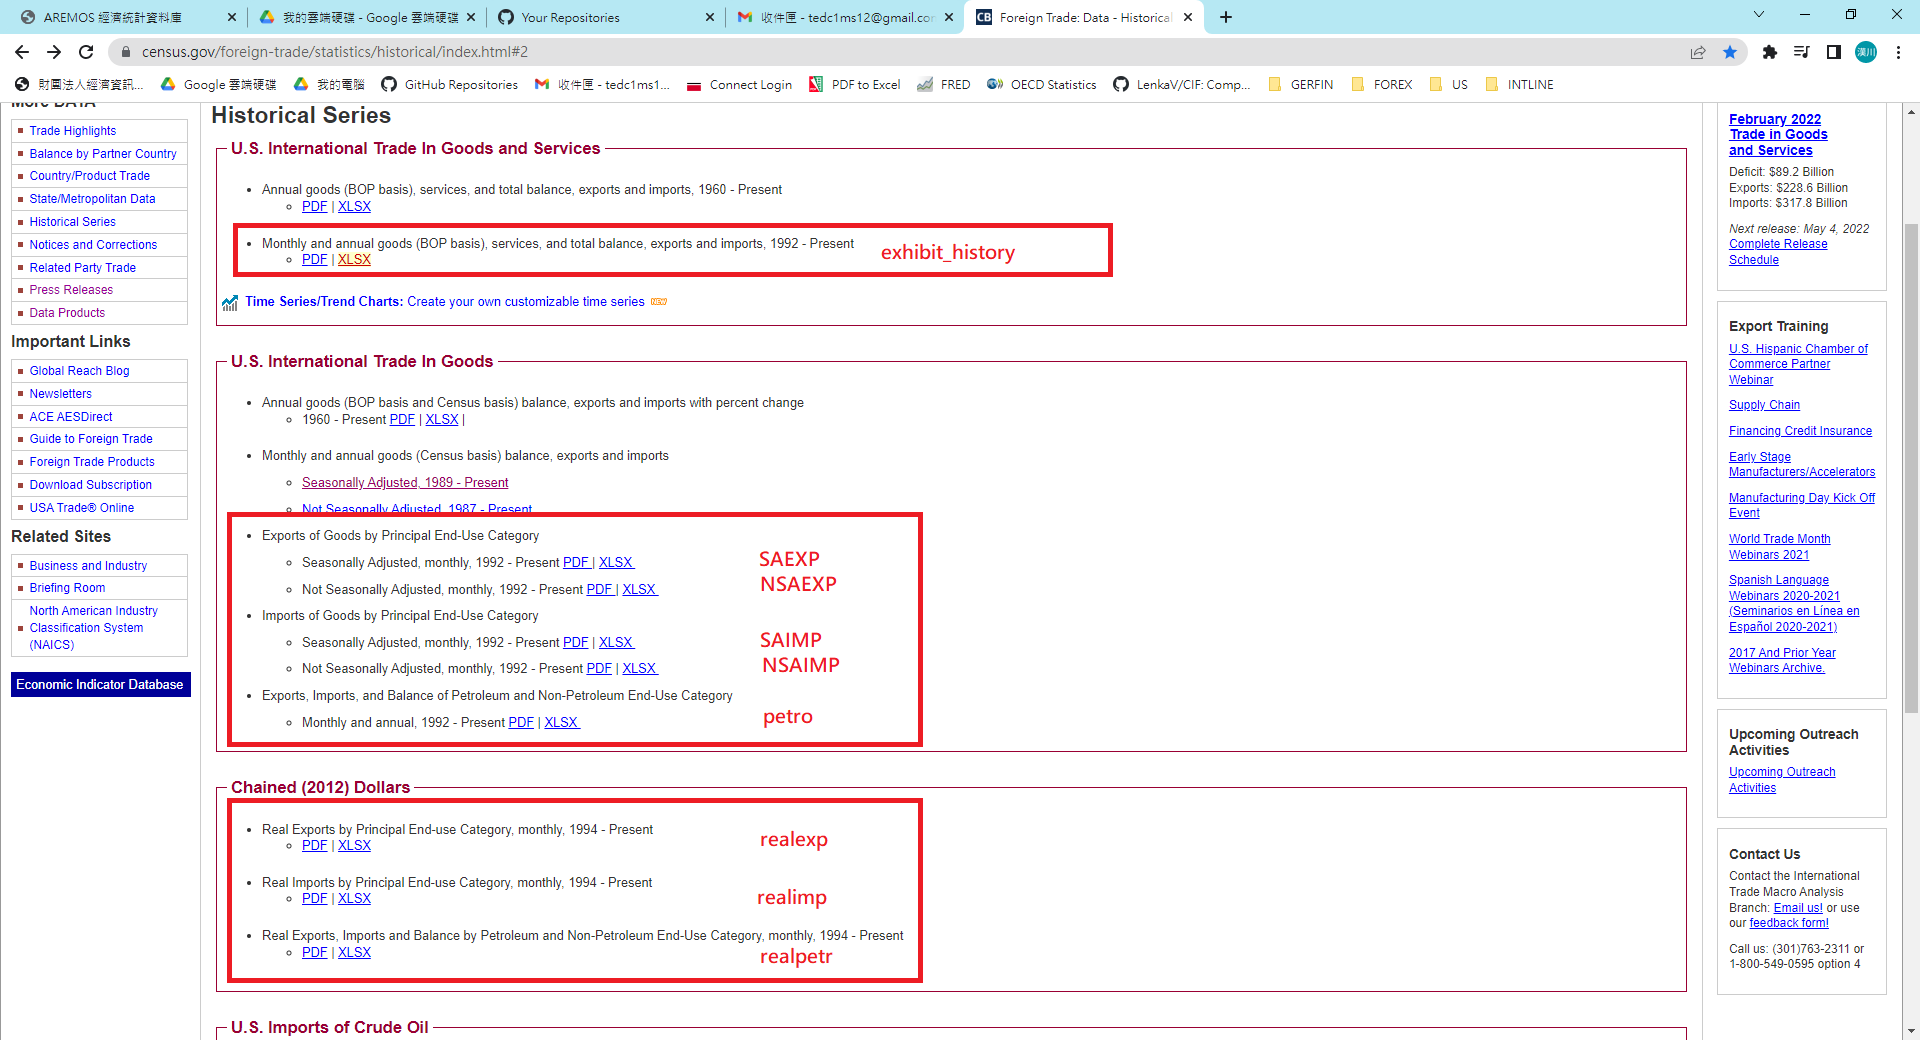 AREMOS 經濟統計資料庫
我的雲端硬碟 - Google 雲端硬碟
Your Repositories
收件匣 - tedc1ms12@gmail.co
Foreign Trade: Data - Historical
census.gov/foreign-trade/statistics/historical/index.html#2
漢川
財團法人經濟資訊...
Google 雲端硬碟
我的電腦
GitHub Repositories
收件匣 - tedc1ms1...
Connect Login
PDF to Excel
FRED
OECD Statistics
LenkaV/CIF: Comp...
GERFIN
FOREX
US
INTLINE
More DATA
Trade Highlights
Balance by Partner Country
Country/Product Trade
State/Metropolitan Data
Historical Series
Notices and Corrections
Related Party Trade
Press Releases
Data Products
Important Links
Global Reach Blog
Newsletters
ACE AESDirect
Guide to Foreign Trade
Foreign Trade Products
Download Subscription
USA Trade® Online
Related Sites
Business and Industry
Briefing Room
North American Industry
Classification System
(NAICS)
Economic Indicator Database
Historical Series
U.S. International Trade In Goods and Services
Annual goods (BOP basis), services, and total balance, exports and imports, 1960 - Present
PDF | XLSX
Monthly and annual goods (BOP basis), services, and total balance, exports and imports, 1992 - Present
PDF | XLSX
exhibit_history
Time Series/Trend Charts: Create your own customizable time series NEW
U.S. International Trade In Goods
Annual goods (BOP basis and Census basis) balance, exports and imports with percent change
1960 - Present PDF | XLSX |
Monthly and annual goods (Census basis) balance, exports and imports
Seasonally Adjusted, 1989 - Present
Not Seasonally Adjusted, 1987 - Present
Exports of Goods by Principal End-Use Category
Seasonally Adjusted, monthly, 1992 - Present PDF | XLSX
SAEXP
Not Seasonally Adjusted, monthly, 1992 - Present PDF | XLSX
NSAEXP
Imports of Goods by Principal End-Use Category
Seasonally Adjusted, monthly, 1992 - Present PDF | XLSX
SAIMP
Not Seasonally Adjusted, monthly, 1992 - Present PDF | XLSX
NSAIMP
Exports, Imports, and Balance of Petroleum and Non-Petroleum End-Use Category
Monthly and annual, 1992 - Present PDF | XLSX
petro
Chained (2012) Dollars
Real Exports by Principal End-use Category, monthly, 1994 - Present
PDF | XLSX
realexp
Real Imports by Principal End-use Category, monthly, 1994 - Present
PDF | XLSX
realimp
Real Exports, Imports and Balance by Petroleum and Non-Petroleum End-Use Category, monthly, 1994 - Present
PDF | XLSX
realpetr
U.S. Imports of Crude Oil
February 2022
Trade in Goods
and Services
Deficit: $89.2 Billion
Exports: $228.6 Billion
Imports: $317.8 Billion
Next release: May 4, 2022
Complete Release
Schedule
Export Training
U.S. Hispanic Chamber of
Commerce Partner
Webinar
Supply Chain
Financing Credit Insurance
Early Stage
Manufacturers/Accelerators
Manufacturing Day Kick Off
Event
World Trade Month
Webinars 2021
Spanish Language
Webinars 2020-2021
(Seminarios en Línea en
Español 2020-2021)
2017 And Prior Year
Webinars Archive.
Upcoming Outreach
Activities
Upcoming Outreach
Activities
Contact Us
Contact the International
Trade Macro Analysis
Branch: Email us! or use
our feedback form!
Call us: (301)763-2311 or
1-800-549-0595 option 4